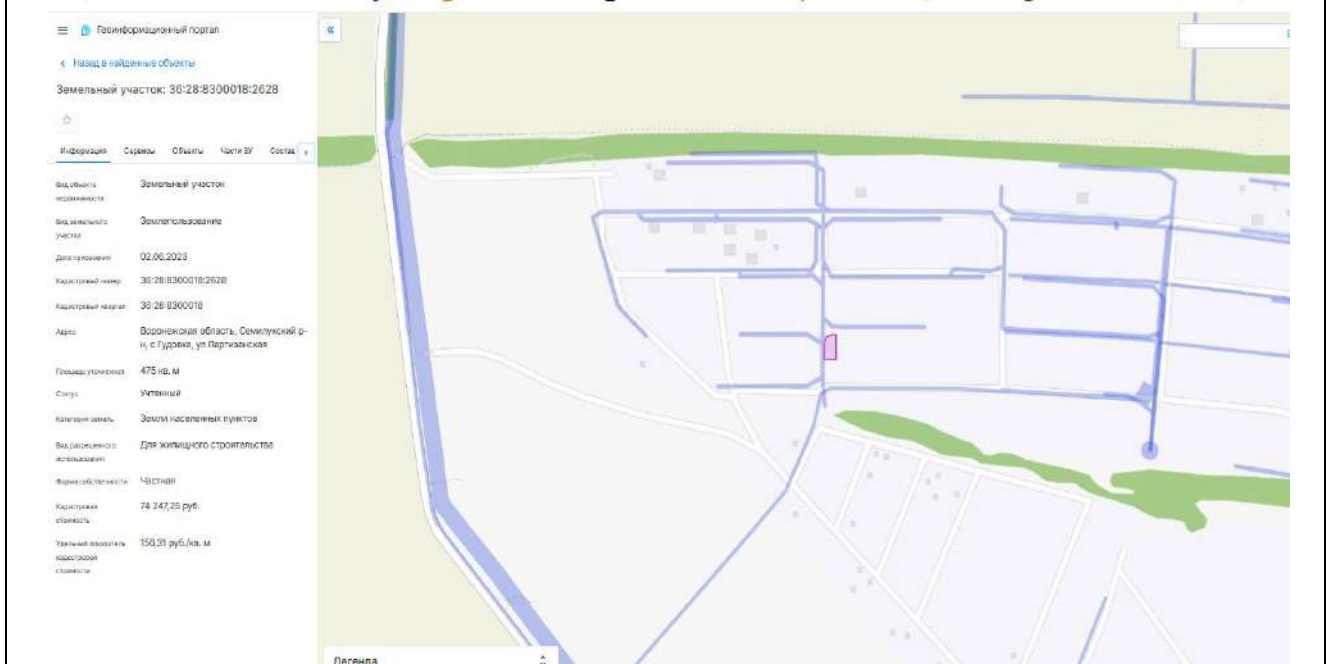 Геоинформационный портал
Назад в найденные объекты
Земельный участок: 36:28:8300018:2628
Информация Сервисы Объекты Части ЗУ Состав
Вид объекта недвижимости Земельный участок
Вид земельного участка Землепользование
Дата присвоения 02.06.2023
Кадастровый номер 36:28:8300018:2628
Кадастровый квартал 36:28:8300018
Адрес Воронежская область, Семилукский р-
н, с Гудовка, ул Партизанская
Площадь уточненная 475 кв. м
Статус Учтенный
Категория земель Земли населенных пунктов
Вид разрешенного использования Для жилищного строительства
Форма собственности Частная
Кадастровая стоимость 74 247,25 руб.
Удельный показатель кадастровой стоимости 156,31 руб./кв. м
Легенда